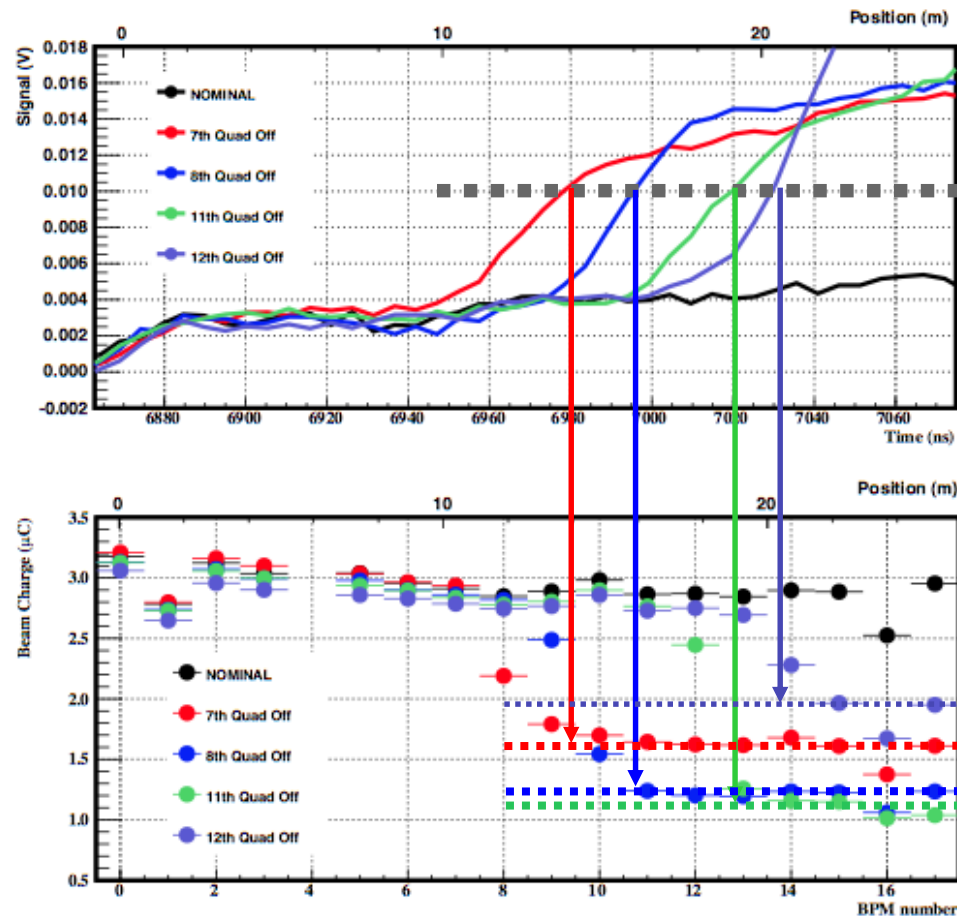 0 10 20 Position (m)
Signal (V)
0.018
0.016
0.014
0.012
0.010
0.008
0.006
0.004
0.002
0.000
-0.002
NOMINAL
7th Quad Off
8th Quad Off
11th Quad Off
12th Quad Off
6880 6900 6920 6940 6960 6980 7000 7020 7040 7060
Time (ns)
0 10 20 Position (m)
Beam Charge (μC)
3.5
3.0
2.5
2.0
1.5
1.0
0.5
NOMINAL
7th Quad Off
8th Quad Off
11th Quad Off
12th Quad Off
0 2 4 6 8 10 12 14 16
BPM number